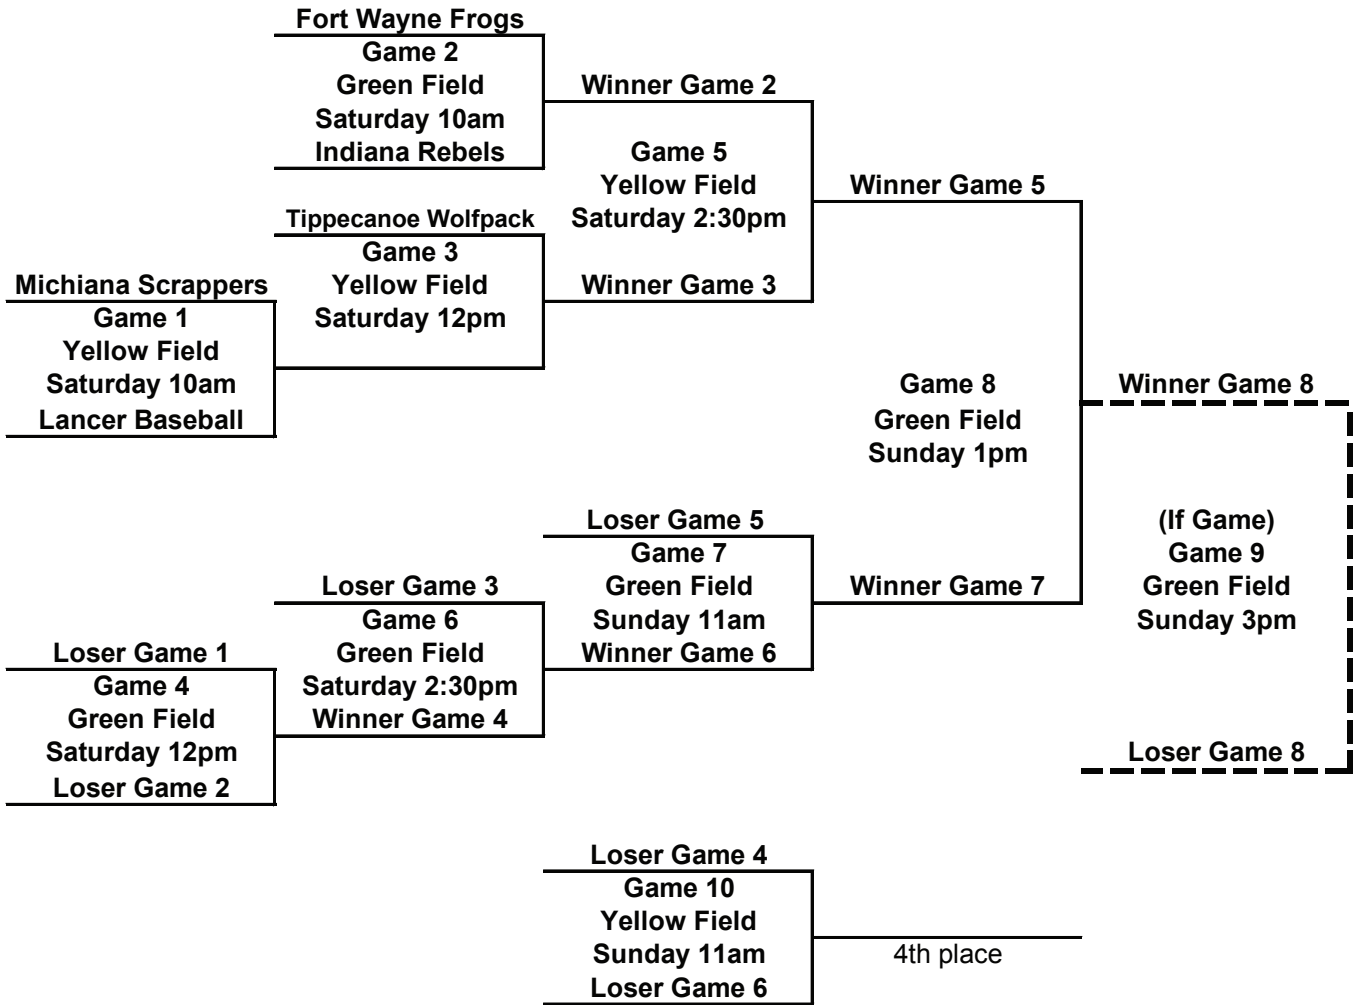 Fort Wayne Frogs
Game 2
Green Field
Saturday 10am
Indiana Rebels
Winner Game 2
Game 5
Yellow Field
Saturday 2:30pm
Winner Game 3
Winner Game 5
Tippecanoe Wolfpack
Game 3
Yellow Field
Saturday 12pm
Michiana Scrappers
Game 1
Yellow Field
Saturday 10am
Lancer Baseball
Game 8
Green Field
Sunday 1pm
Winner Game 8
(If Game)
Game 9
Green Field
Sunday 3pm
Loser Game 8
Loser Game 5
Game 7
Green Field
Sunday 11am
Winner Game 6
Winner Game 7
Loser Game 3
Game 6
Green Field
Saturday 2:30pm
Winner Game 4
Loser Game 1
Game 4
Green Field
Saturday 12pm
Loser Game 2
Loser Game 4
Game 10
Yellow Field
Sunday 11am
Loser Game 6
4th place